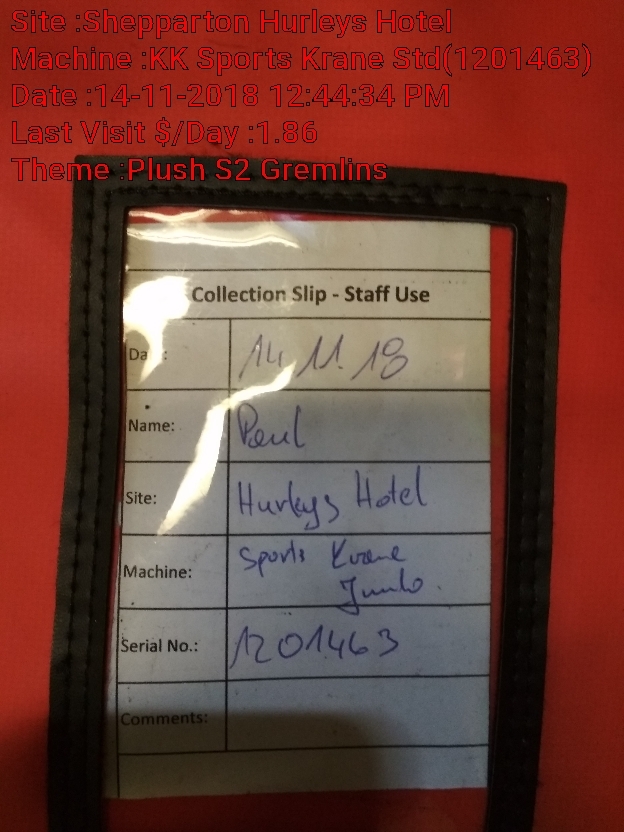 Site :Shepparton Hurleys Hotel
Machine :KK Sports Krane Std(1201463)
Date :14-11-2018 12:44:34 PM
Last Visit $/Day :1.86
Theme :Plush S2 Gremlins
Collection Slip - Staff Use
Da : 14 11 18
Name: Paul
Site: Hurleys Hotel
Machine: Sports Krane
Jumbo.
Serial No.: 1201463
Comments: